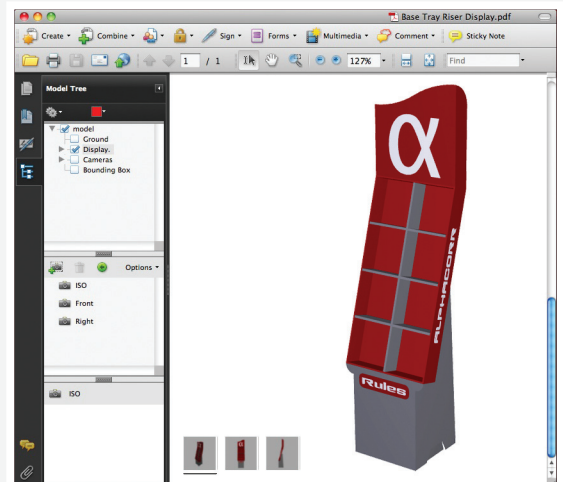 Base Tray Riser Display.pdf
Create Combine Sign Forms Multimedia Comment Sticky Note
1 / 1 127% Find
Model Tree
model
Ground
Display.
Cameras
Bounding Box
Options
ISO
Front
Right
ISO
α
ALPHACORR
Rules